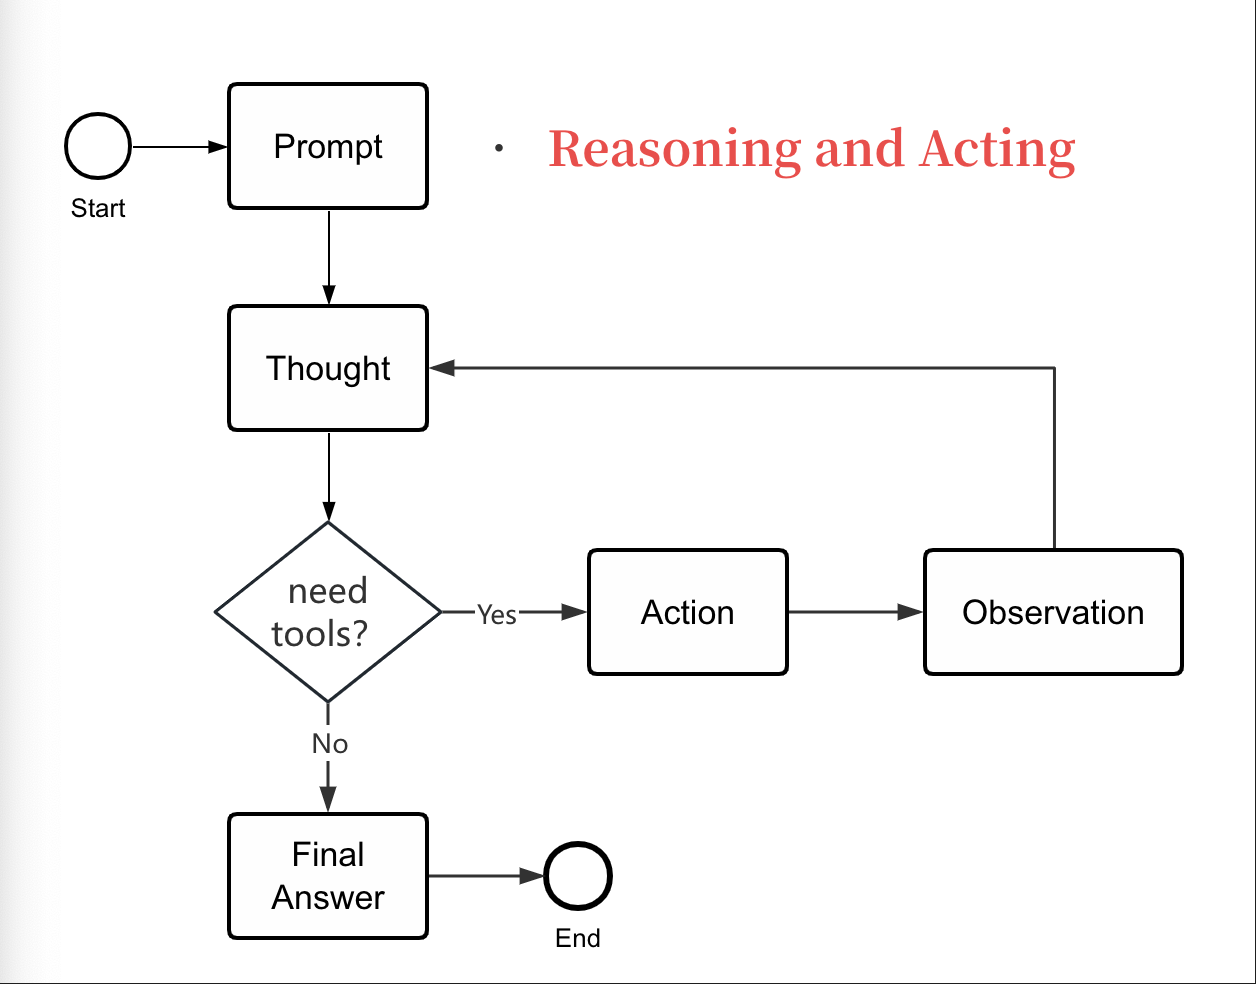 Prompt
· Reasoning and Acting
Start
Thought
need
tools?
Yes
Action
Observation
No
Final
Answer
End